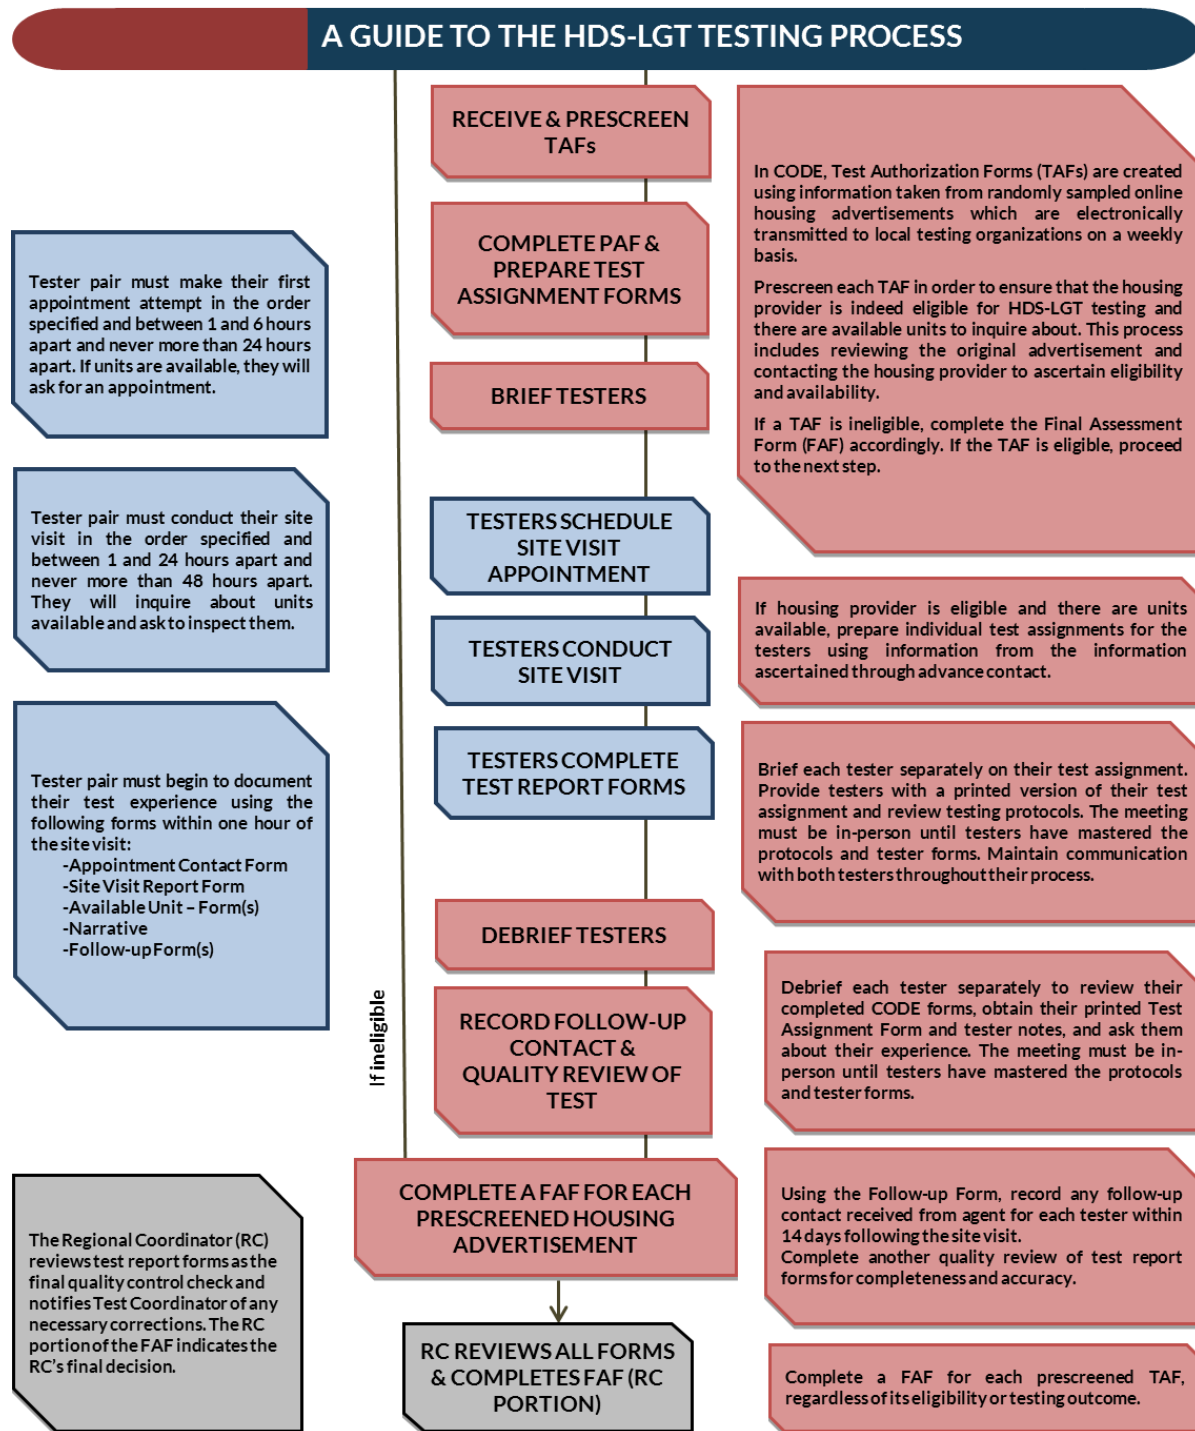 A GUIDE TO THE HDS-LGT TESTING PROCESS
RECEIVE & PRESCREEN
TAFs
COMPLETE PAF &
PREPARE TEST
ASSIGNMENT FORMS
BRIEF TESTERS
TESTERS SCHEDULE
SITE VISIT
APPOINTMENT
TESTERS CONDUCT
SITE VISIT
TESTERS COMPLETE
TEST REPORT FORMS
DEBRIEF TESTERS
RECORD FOLLOW-UP
CONTACT &
QUALITY REVIEW OF
TEST
COMPLETE A FAF FOR EACH
PRESCREENED HOUSING
ADVERTISEMENT
RC REVIEWS ALL FORMS
& COMPLETES FAF (RC
PORTION)
If ineligible
Tester pair must make their first
appointment attempt in the order
specified and between 1 and 6 hours
apart and never more than 24 hours
apart. If units are available, they will
ask for an appointment.
Tester pair must conduct their site
visit in the order specified and
between 1 and 24 hours apart and
never more than 48 hours apart.
They will inquire about units
available and ask to inspect them.
Tester pair must begin to document
their test experience using the
following forms within one hour of
the site visit:
-Appointment Contact Form
-Site Visit Report Form
-Available Unit – Form(s)
-Narrative
-Follow-up Form(s)
The Regional Coordinator (RC)
reviews test report forms as the
final quality control check and
notifies Test Coordinator of any
necessary corrections. The RC
portion of the FAF indicates the
RC's final decision.
In CODE, Test Authorization Forms (TAFs) are created
using information taken from randomly sampled online
housing advertisements which are electronically
transmitted to local testing organizations on a weekly
basis.
Prescreen each TAF in order to ensure that the housing
provider is indeed eligible for HDS-LGT testing and
there are available units to inquire about. This process
includes reviewing the original advertisement and
contacting the housing provider to ascertain eligibility
and availability.
If a TAF is ineligible, complete the Final Assessment
Form (FAF) accordingly. If the TAF is eligible, proceed
to the next step.
If housing provider is eligible and there are units
available, prepare individual test assignments for the
testers using information from the information
ascertained through advance contact.
Brief each tester separately on their test assignment.
Provide testers with a printed version of their test
assignment and review testing protocols. The meeting
must be in-person until testers have mastered the
protocols and tester forms. Maintain communication
with both testers throughout their process.
Debrief each tester separately to review their
completed CODE forms, obtain their printed Test
Assignment Form and tester notes, and ask them
about their experience. The meeting must be in-
person until testers have mastered the protocols
and tester forms.
Using the Follow-up Form, record any follow-up
contact received from agent for each tester within
14 days following the site visit.
Complete another quality review of test report
forms for completeness and accuracy.
Complete a FAF for each prescreened TAF,
regardless of its eligibility or testing outcome.